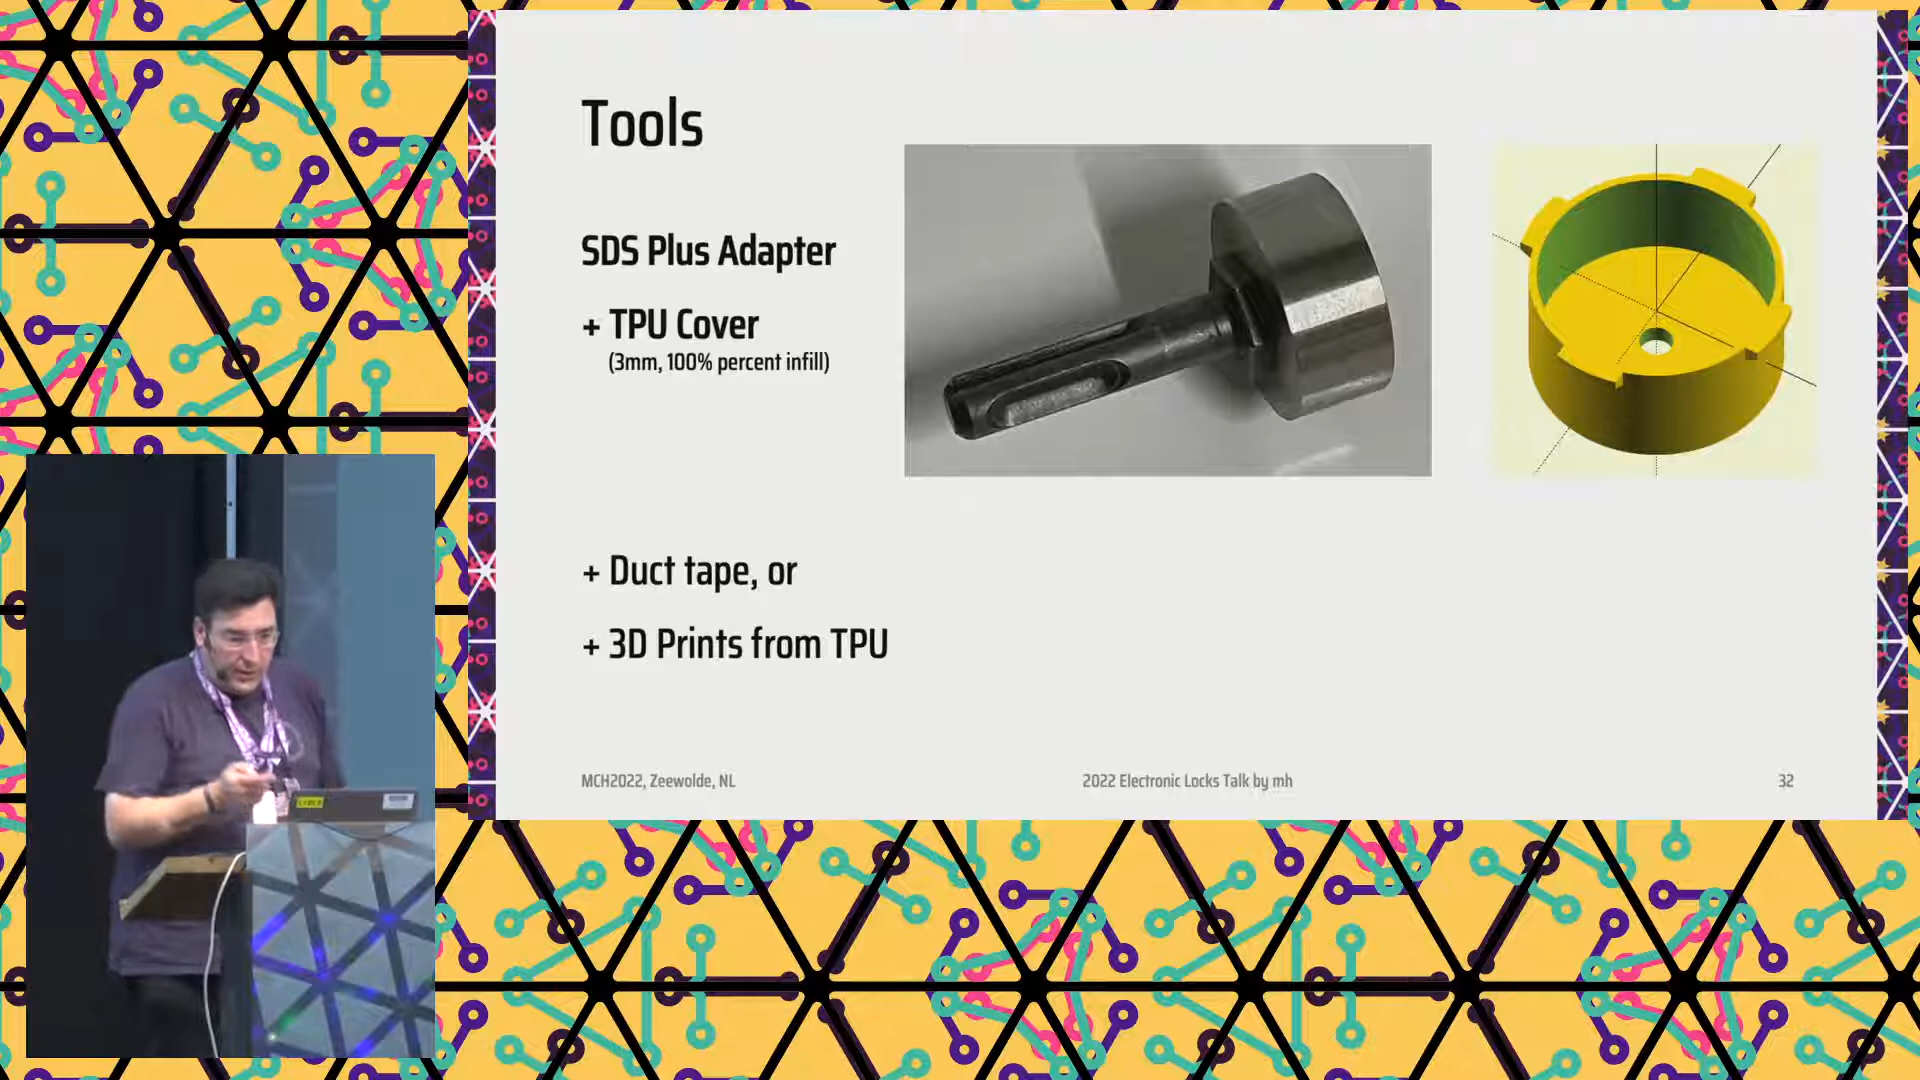 Tools
SDS Plus Adapter
+ TPU Cover
(3mm, 100% percent infill)
+ Duct tape, or
+ 3D Prints from TPU
MCH2022, Zeewolde, NL
2022 Electronic Locks Talk by mh
32